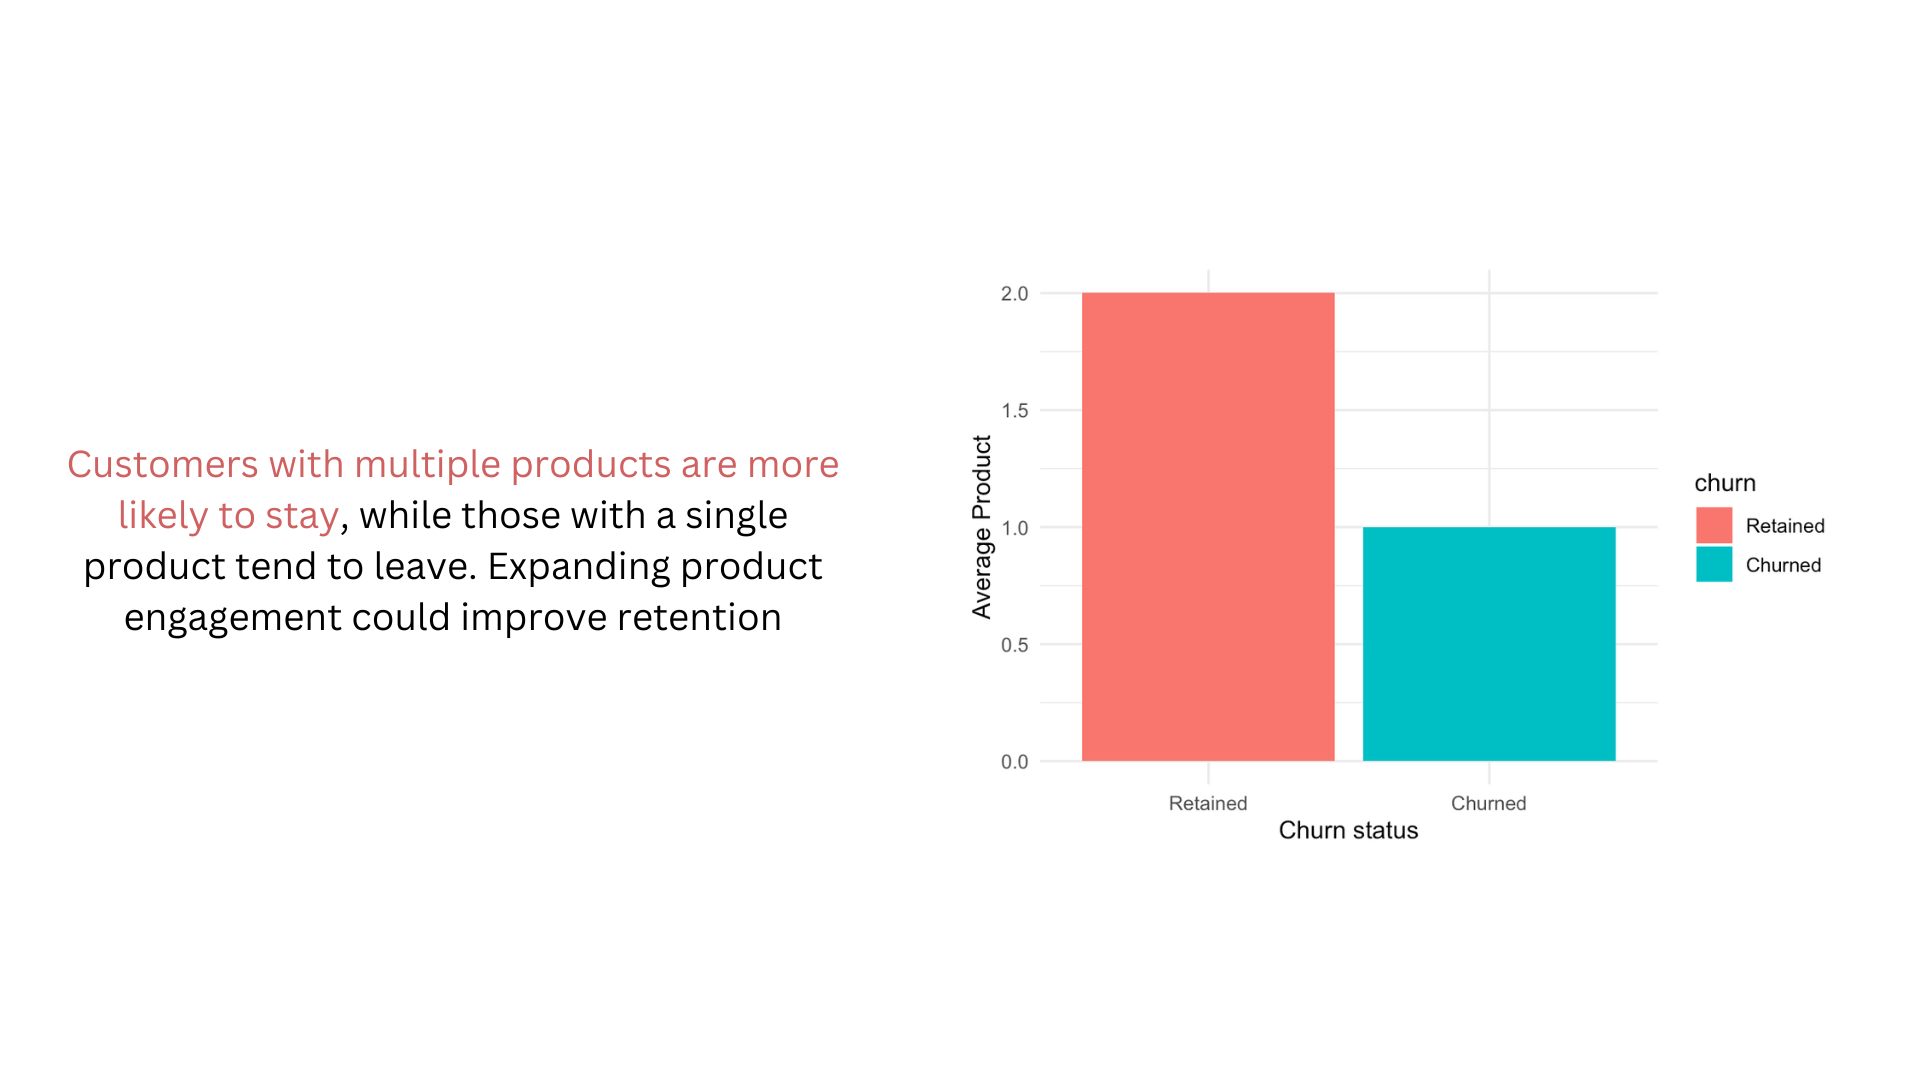 Customers with multiple products are more
likely to stay, while those with a single
product tend to leave. Expanding product
engagement could improve retention
2.0
1.5
1.0
0.5
0.0
Average Product
Retained
Churned
Churn status
churn
Retained
Churned